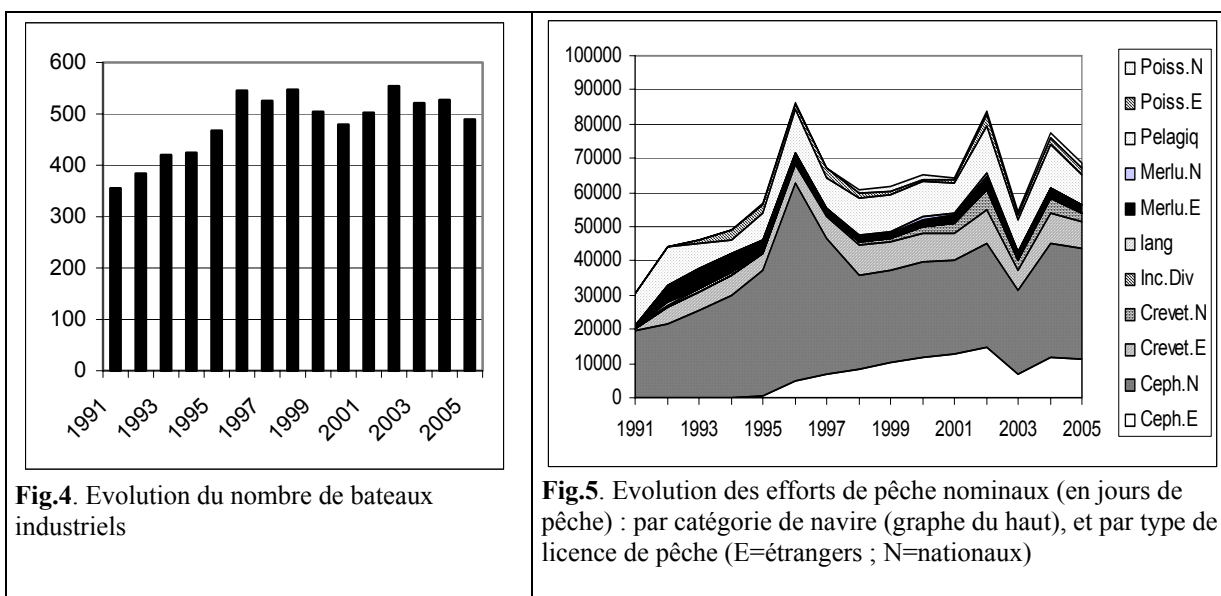 600
500
400
300
200
100
0
1991
1993
1995
1997
1999
2001
2003
2005
Fig.4. Evolution du nombre de bateaux
industriels
100000
90000
80000
70000
60000
50000
40000
30000
20000
10000
0
1991 1993 1995 1997 1999 2001 2003 2005
Poiss.N
Poiss.E
Pelagiq
Merlu.N
Merlu.E
lang
Inc.Div
Crevet.N
Crevet.E
Ceph.N
Ceph.E
Fig.5. Evolution des efforts de pêche nominaux (en jours de
pêche) : par catégorie de navire (graphe du haut), et par type de
licence de pêche (E=étrangers ; N=nationaux)